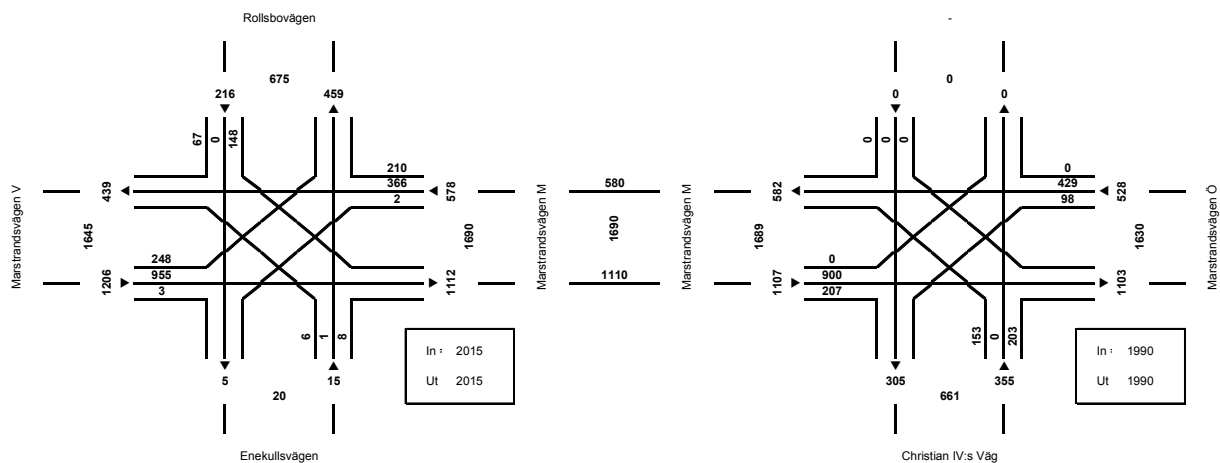 Rollsbovägen
-
675
0
216 459
0 0
67 0 148
0 0 0
210
366
2
0
429
98
Marstrandsvägen V
439
578
580
582
528
1645
1690
Marstrandsvägen M
1690
Marstrandsvägen M
1689
1630
Marstrandsvägen Ö
1206
1112
1110
1107
1103
248
955
3
0
900
207
6 1 8
153 0 203
In : 2015
Ut 2015
In : 1990
Ut 1990
5 15
305 355
20
661
Enekullsvägen
Christian IV:s Väg